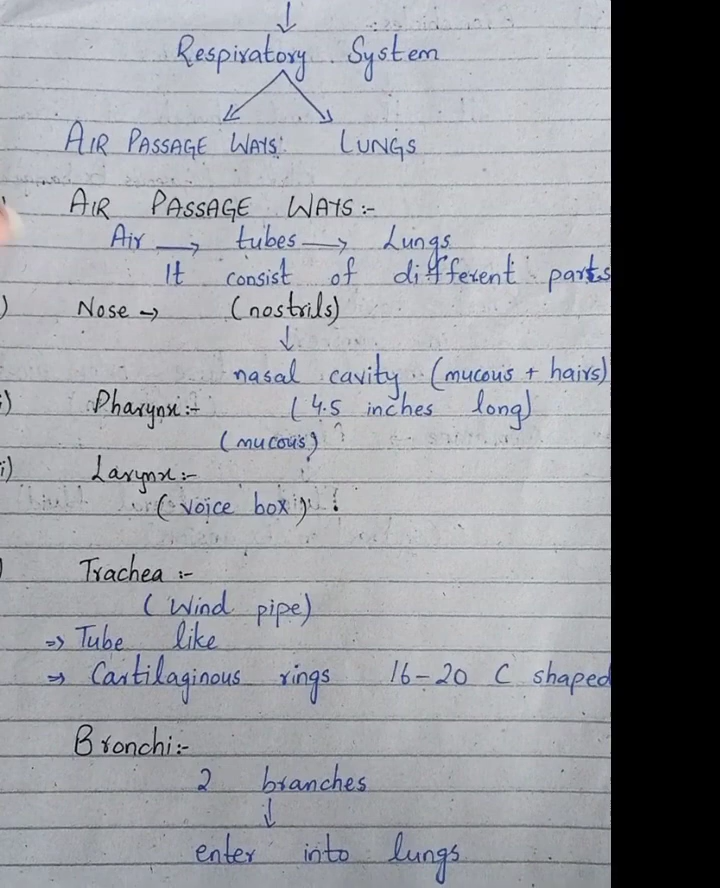 ↓
Respiratory System
AIR PASSAGE WAYS LUNGS
AIR PASSAGE WAYS:-
Air → tubes → Lungs
It consist of different parts
) Nose → (nostrils)
↓
nasal cavity (mucous + hairs)
i) Pharynx:- (4.5 inches long)
(mucous)
i) Larynx:-
(voice box)
) Trachea :-
(Wind pipe)
⇒ Tube like
⇒ Cartilaginous rings 16-20 C shaped
Bronchi:-
2 branches
↓
enter into lungs